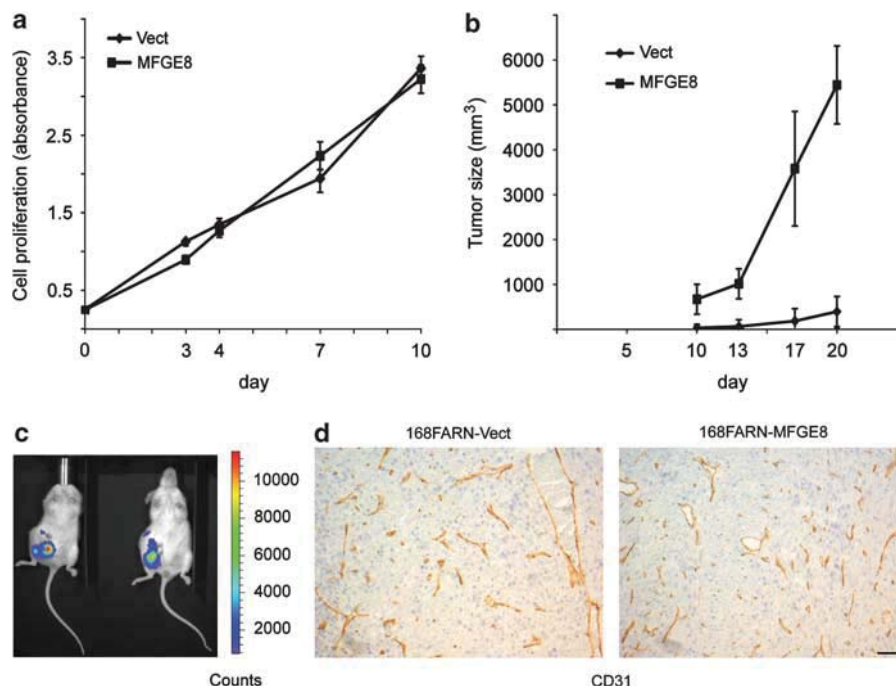 a
Vect
MFGE8
Cell proliferation (absorbance)
3.5
2.5
1.5
0.5
0 3 4 7 10
day
b
Vect
MFGE8
Tumor size (mm³)
6000
5000
4000
3000
2000
1000
5 10 13 17 20
day
c
10000
8000
6000
4000
2000
Counts
d
168FARN-Vect
168FARN-MFGE8
CD31